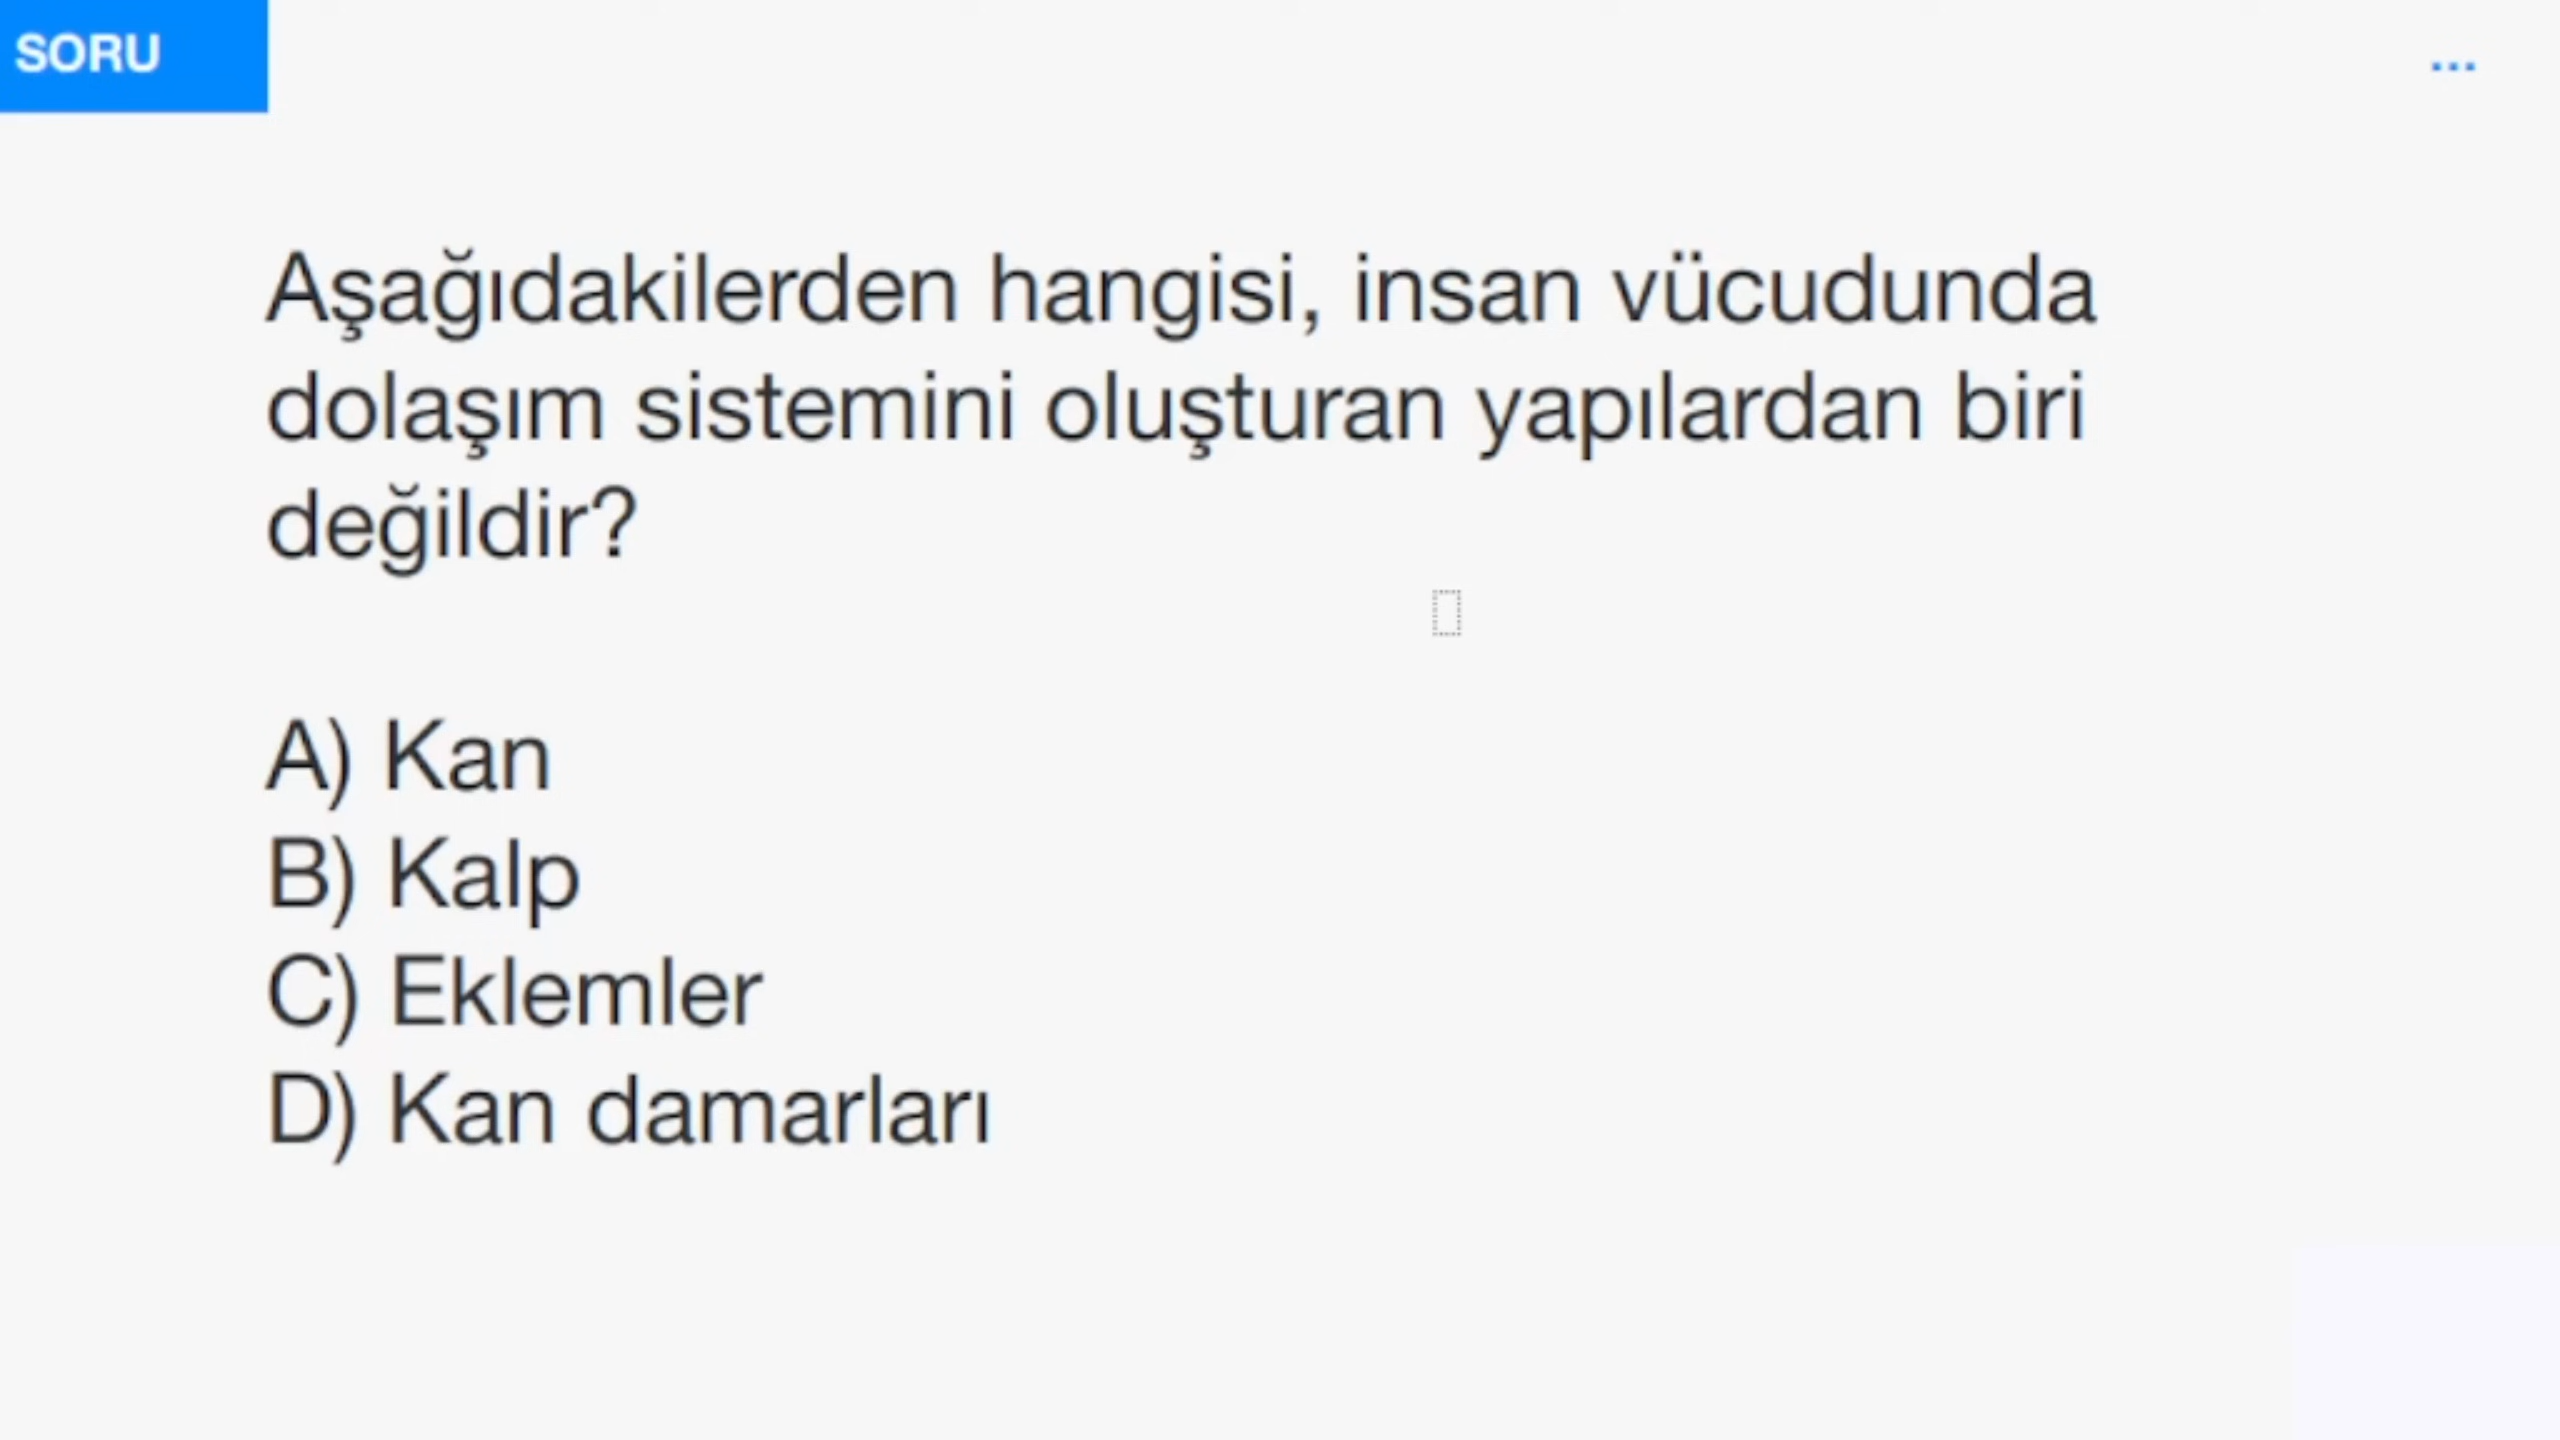 SORU
...
Aşağıdakilerden hangisi, insan vücudunda
dolaşım sistemini oluşturan yapılardan biri
değildir?
A) Kan
B) Kalp
C) Eklemler
D) Kan damarları